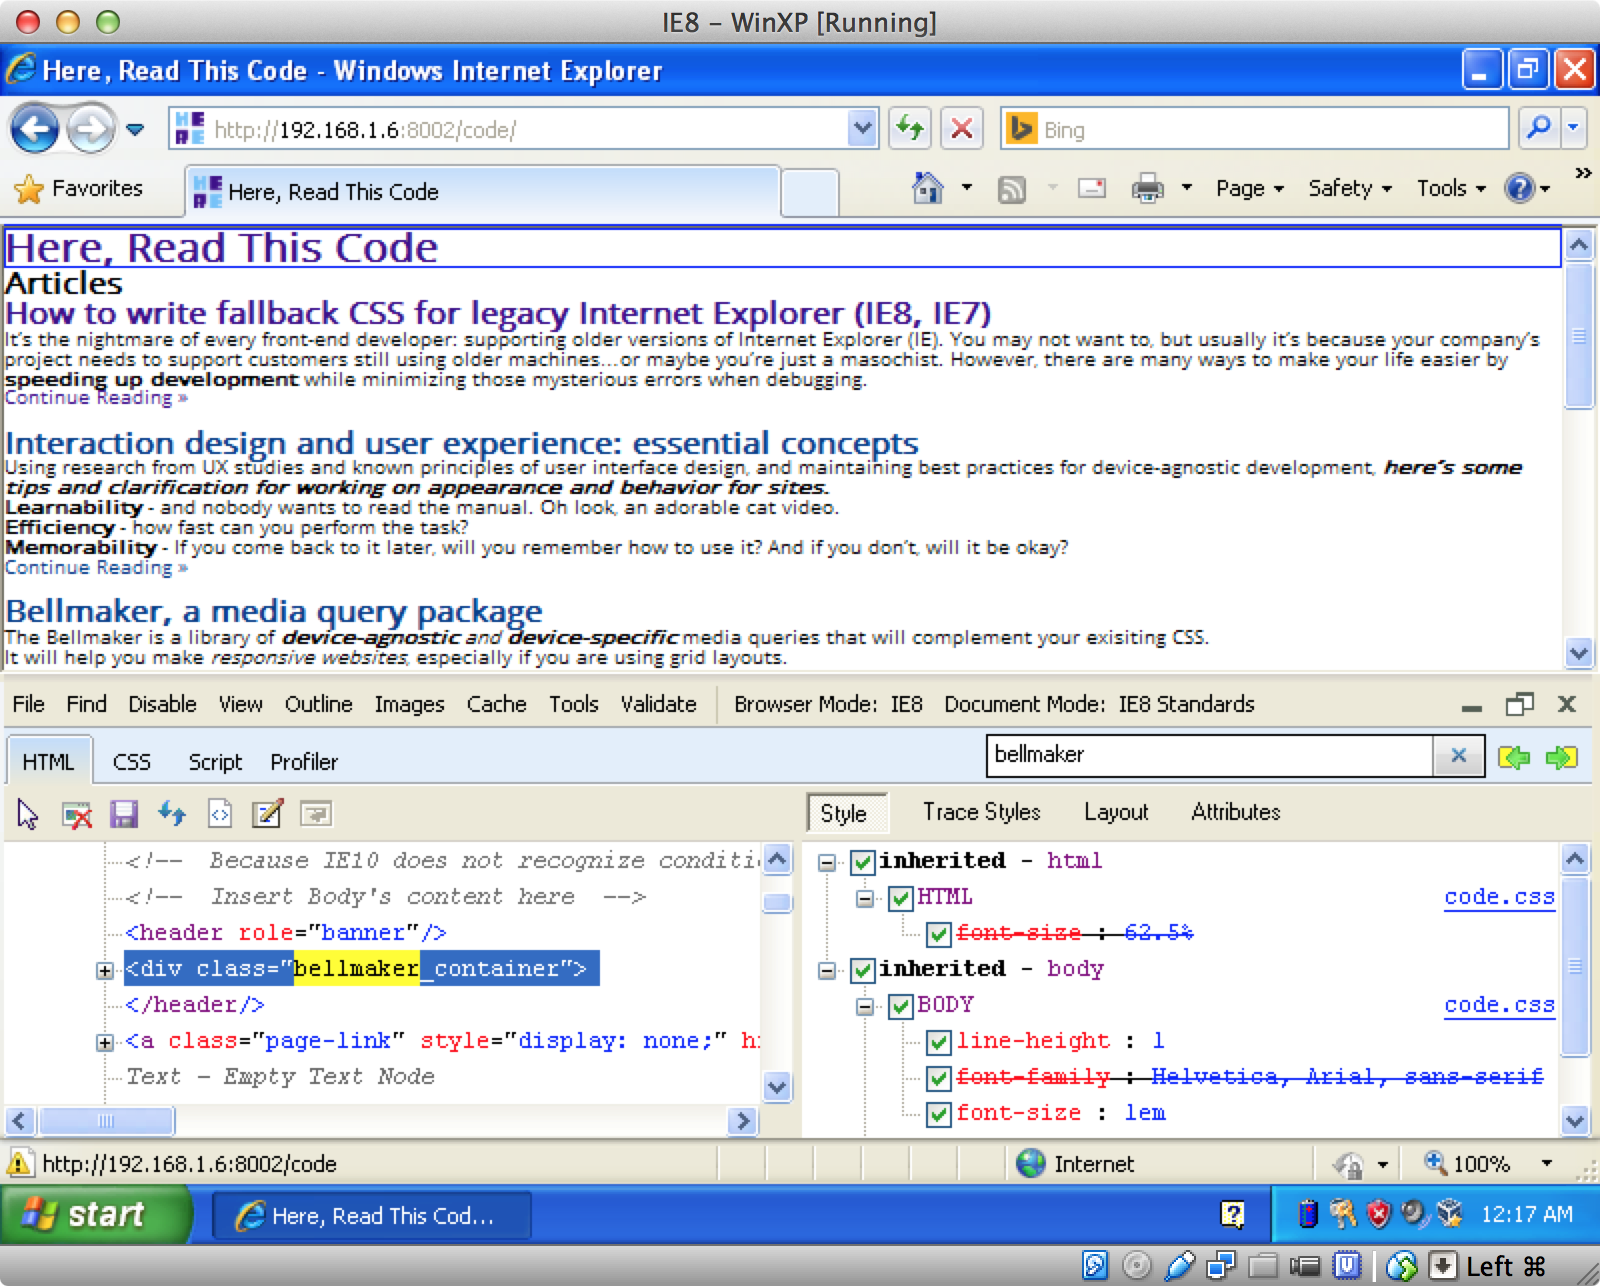 IE8 – WinXP [Running]
Here, Read This Code - Windows Internet Explorer
http://192.168.1.6:8002/code/
Bing
Favorites
Here, Read This Code
Page
Safety
Tools
Here, Read This Code
Articles
How to write fallback CSS for legacy Internet Explorer (IE8, IE7)
It's the nightmare of every front-end developer: supporting older versions of Internet Explorer (IE). You may not want to, but usually it's because your company's
project needs to support customers still using older machines...or maybe you're just a masochist. However, there are many ways to make your life easier by
speeding up development while minimizing those mysterious errors when debugging.
Continue Reading »
Interaction design and user experience: essential concepts
Using research from UX studies and known principles of user interface design, and maintaining best practices for device-agnostic development, here's some
tips and clarification for working on appearance and behavior for sites.
Learnability - and nobody wants to read the manual. Oh look, an adorable cat video.
Efficiency - how fast can you perform the task?
Memorability - If you come back to it later, will you remember how to use it? And if you don't, will it be okay?
Continue Reading »
Bellmaker, a media query package
The Bellmaker is a library of device-agnostic and device-specific media queries that will complement your exisiting CSS.
It will help you make responsive websites, especially if you are using grid layouts.
File Find Disable View Outline Images Cache Tools Validate Browser Mode: IE8 Document Mode: IE8 Standards
HTML CSS Script Profiler
bellmaker
Style Trace Styles Layout Attributes
<!-- Because IE10 does not recognize conditi
<!-- Insert Body's content here -->
<header role="banner"/>
<div class="bellmaker_container">
</header/>
<a class="page-link" style="display: none;" h
Text - Empty Text Node
inherited - html
HTML code.css
font-size : 62.5%
inherited - body
BODY code.css
line-height : 1
font-family : Helvetica, Arial, sans-serif
font-size : 1em
http://192.168.1.6:8002/code
Internet
100%
start
Here, Read This Cod...
12:17 AM
Left ⌘